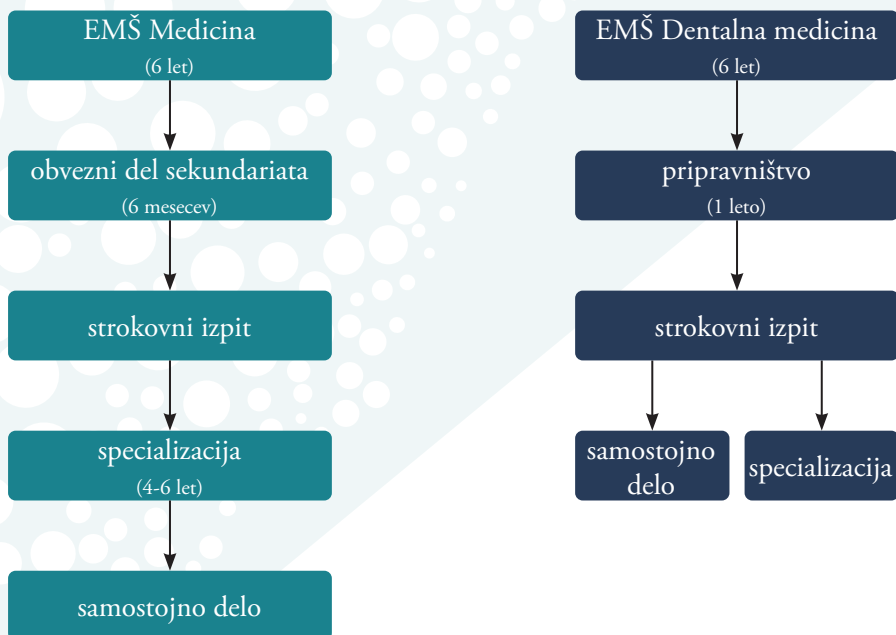 EMŠ Medicina
(6 let)
obvezni del sekundariata
(6 mesecev)
strokovni izpit
specializacija
(4-6 let)
samostojno delo
EMŠ Dentalna medicina
(6 let)
pripravništvo
(1 leto)
strokovni izpit
samostojno
delo
specializacija